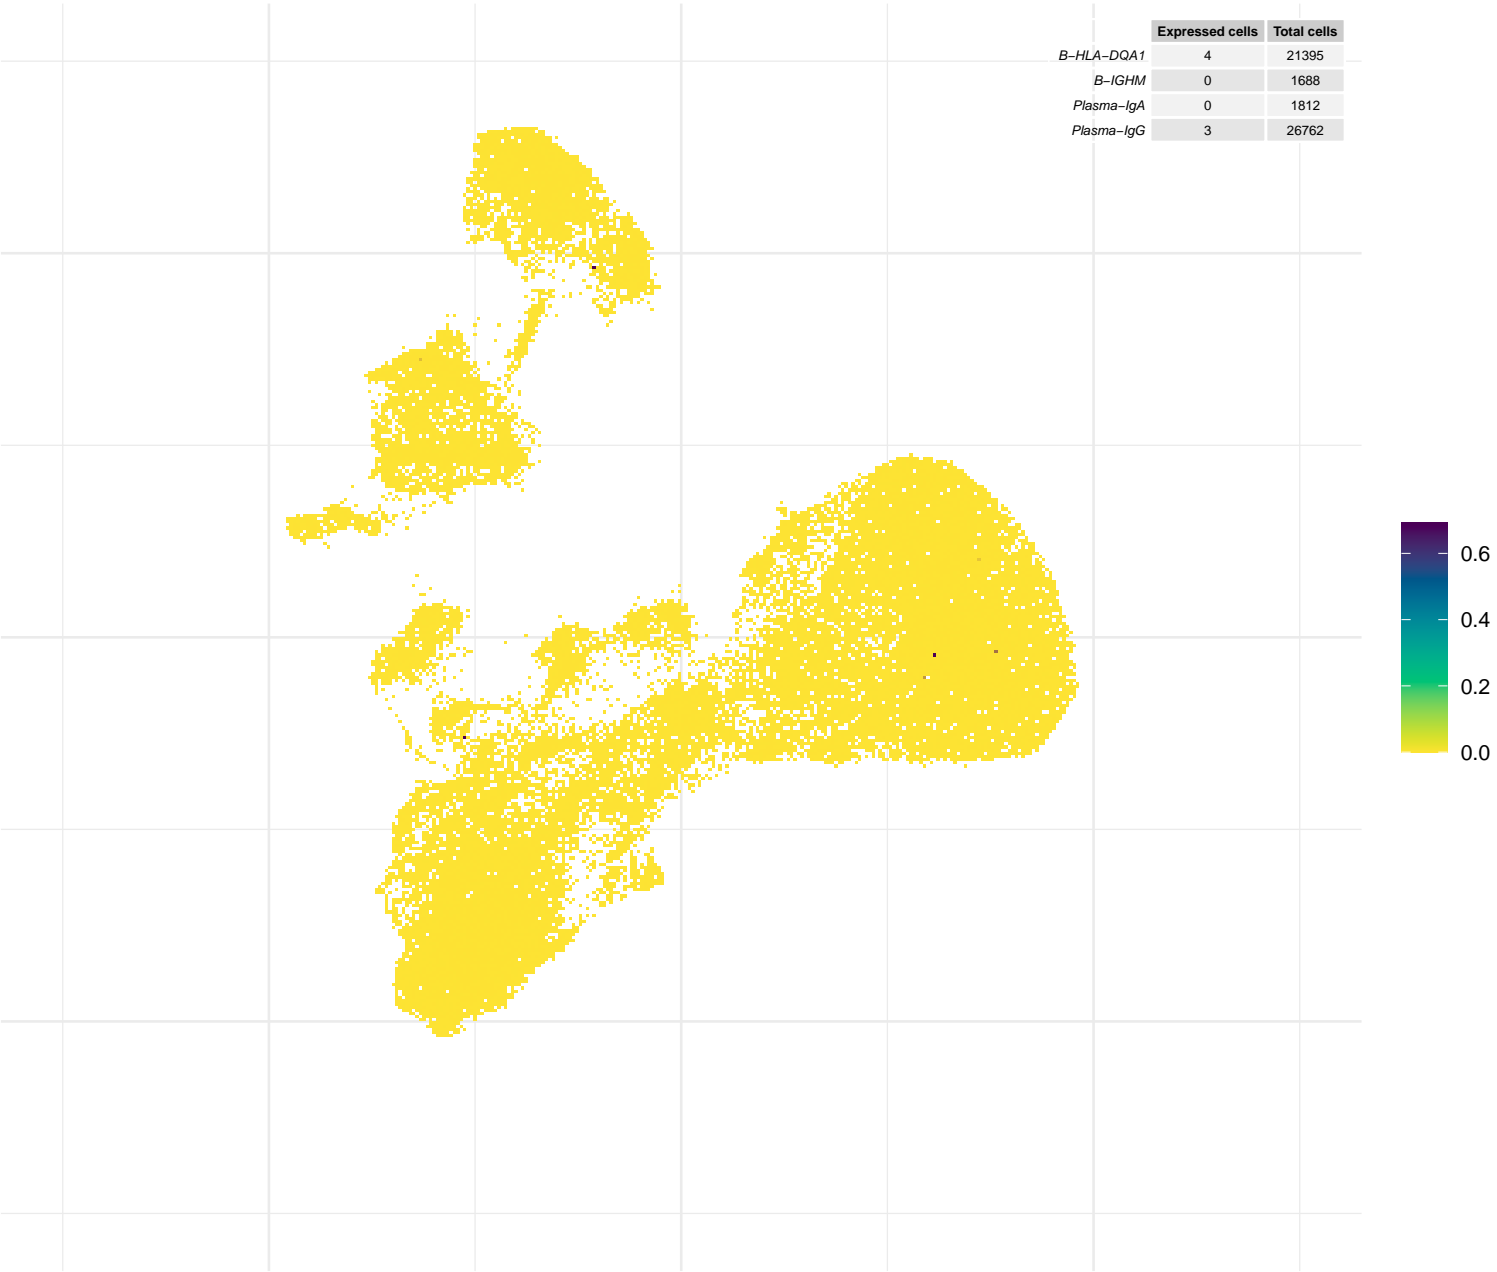 Expressed cells Total cells
B−HLA−DQA1 4 21395
B−IGHM 0 1688
Plasma−IgA 0 1812
Plasma−IgG 3 26762
0.6
0.4
0.2
0.0